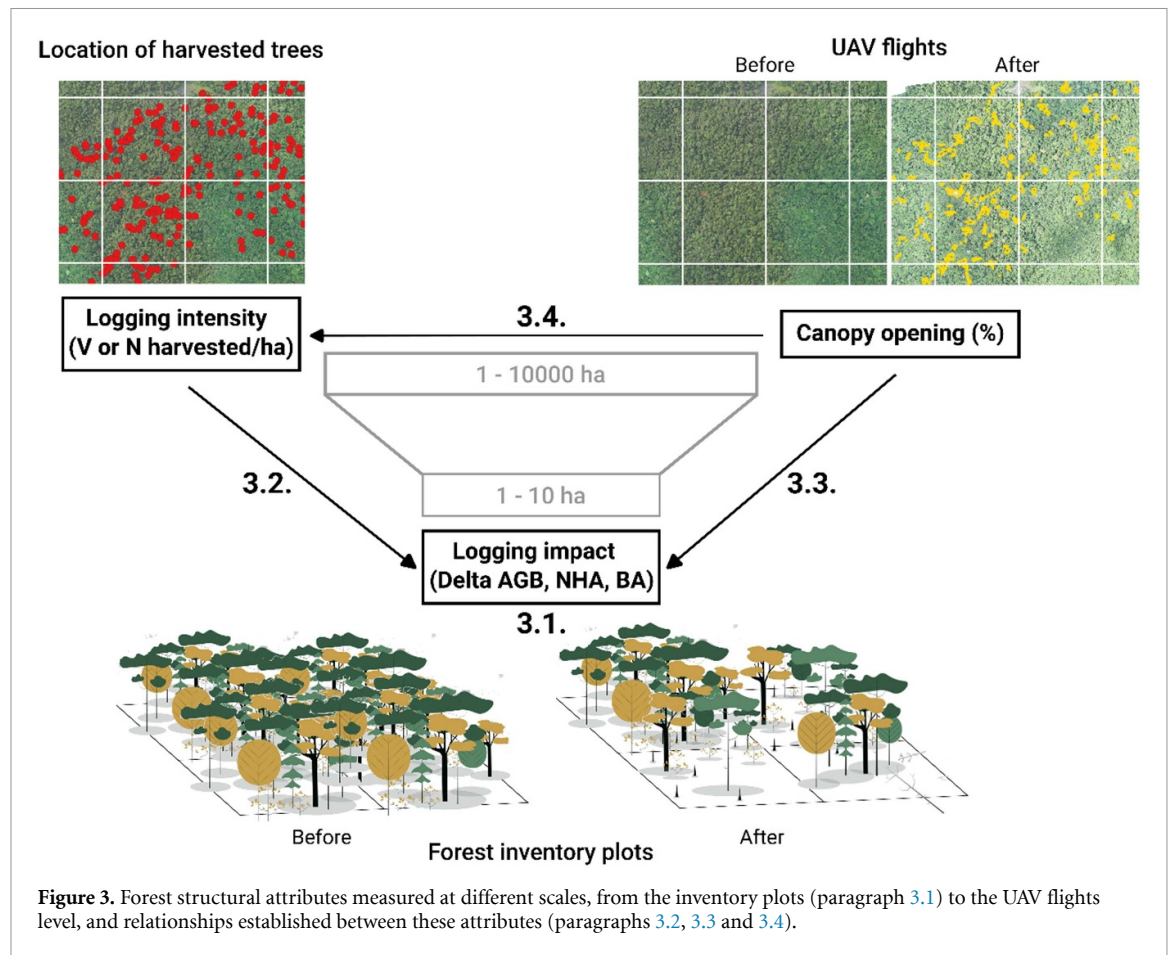 Location of harvested trees
UAV flights
Before
After
Logging intensity
(V or N harvested/ha)
3.4.
Canopy opening (%)
1 - 10000 ha
3.2.
3.3.
1 - 10 ha
Logging impact
(Delta AGB, NHA, BA)
3.1.
Before
After
Forest inventory plots
Figure 3. Forest structural attributes measured at different scales, from the inventory plots (paragraph 3.1) to the UAV flights
level, and relationships established between these attributes (paragraphs 3.2, 3.3 and 3.4).